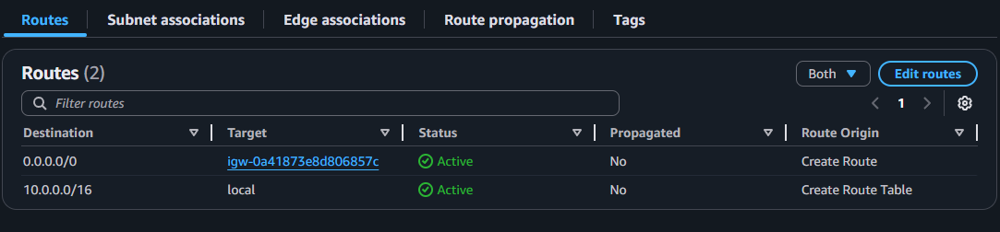 Routes Subnet associations Edge associations Route propagation Tags
Routes (2) Both Edit routes
Filter routes 1
Destination Target Status Propagated Route Origin
0.0.0.0/0 igw-0a41873e8d806857c Active No Create Route
10.0.0.0/16 local Active No Create Route Table